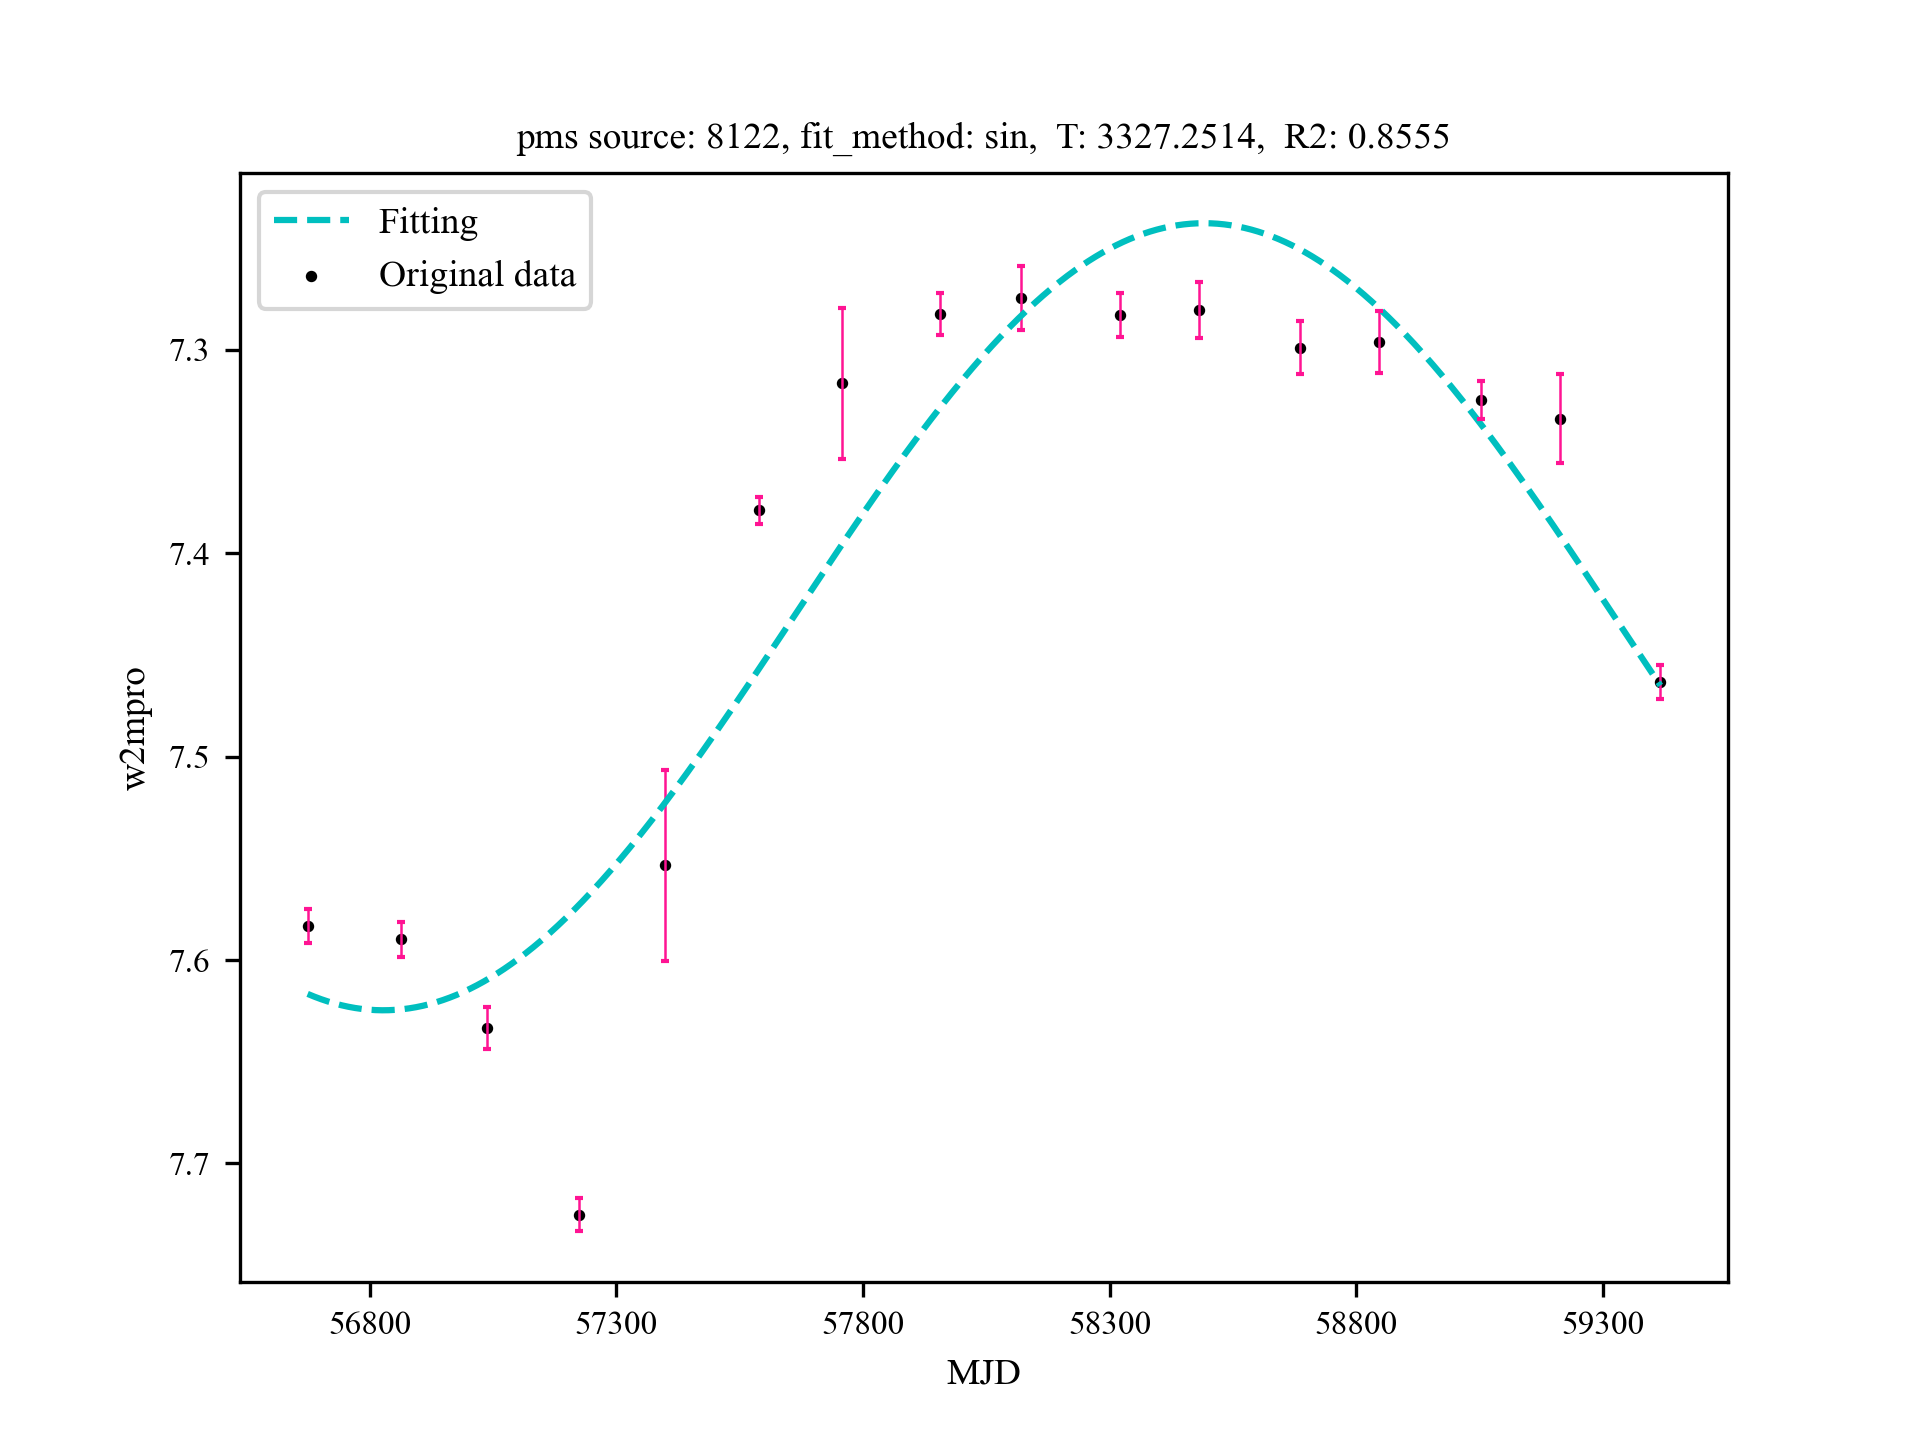 pms source: 8122, fit_method: sin,  T: 3327.2514,  R2: 0.8555
Fitting
Original data
7.3
7.4
7.5
7.6
7.7
w2mpro
56800 57300 57800 58300 58800 59300
MJD